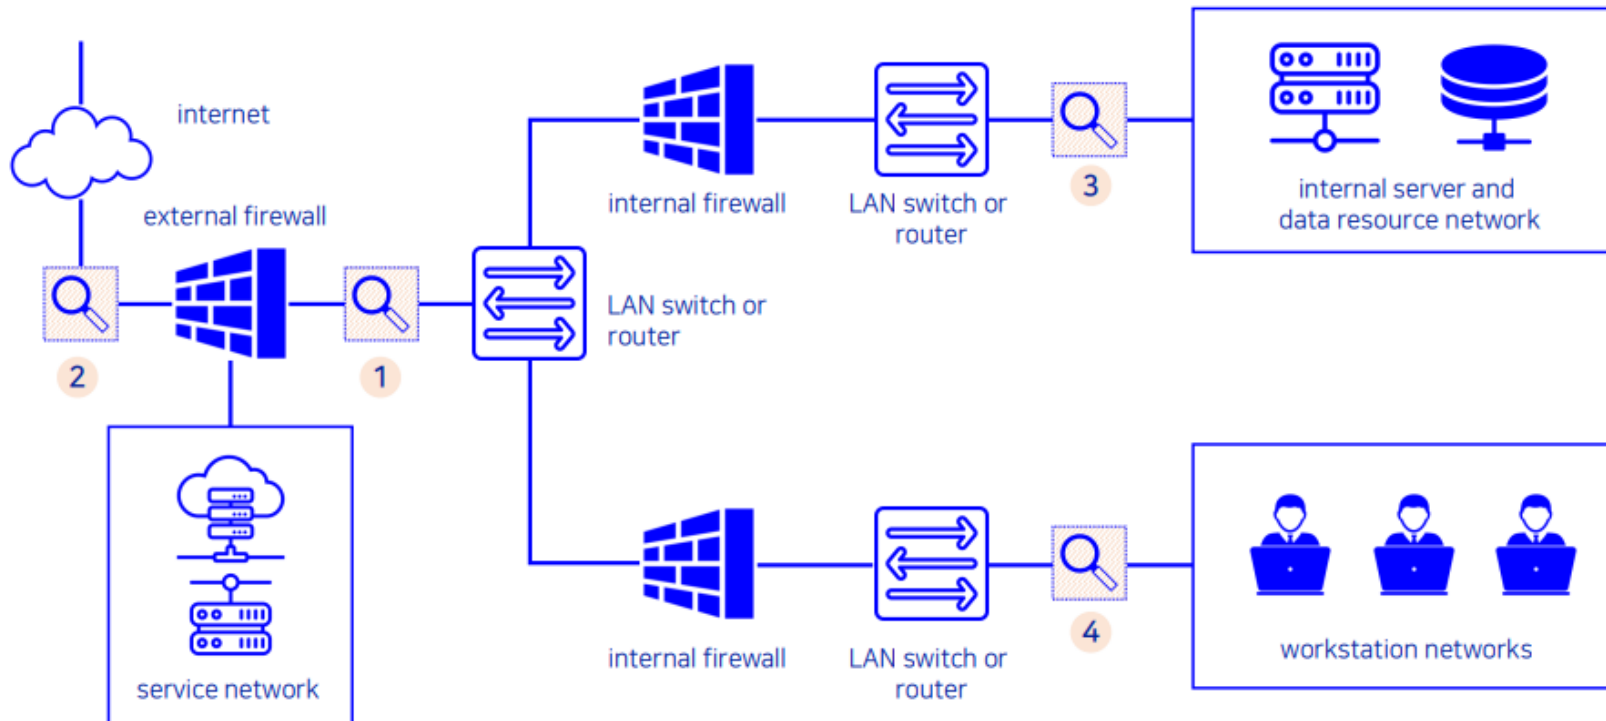 internet
external firewall
2
1
service network
LAN switch or
router
internal firewall
LAN switch or
router
3
internal server and
data resource network
internal firewall
LAN switch or
router
4
workstation networks